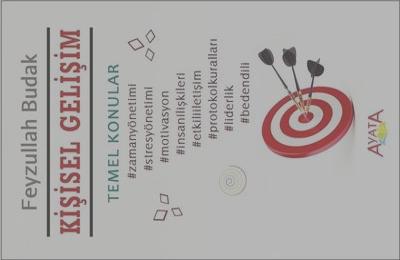 Feyzullah Budak
KİŞİSEL GELİŞİM
TEMEL KONULAR
#zamanyönetimi
#stresyönetimi
#motivasyon
#insanilişkileri
#etkiliiletişim
#protokolkuralları
#liderlik
#bedendili
AYATA